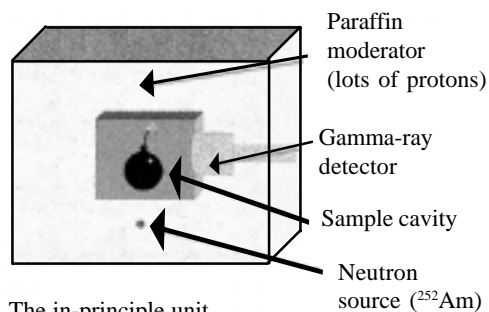 Paraffin
moderator
(lots of protons)
Gamma-ray
detector
Sample cavity
Neutron
source (²⁵²Am)
The in-principle unit